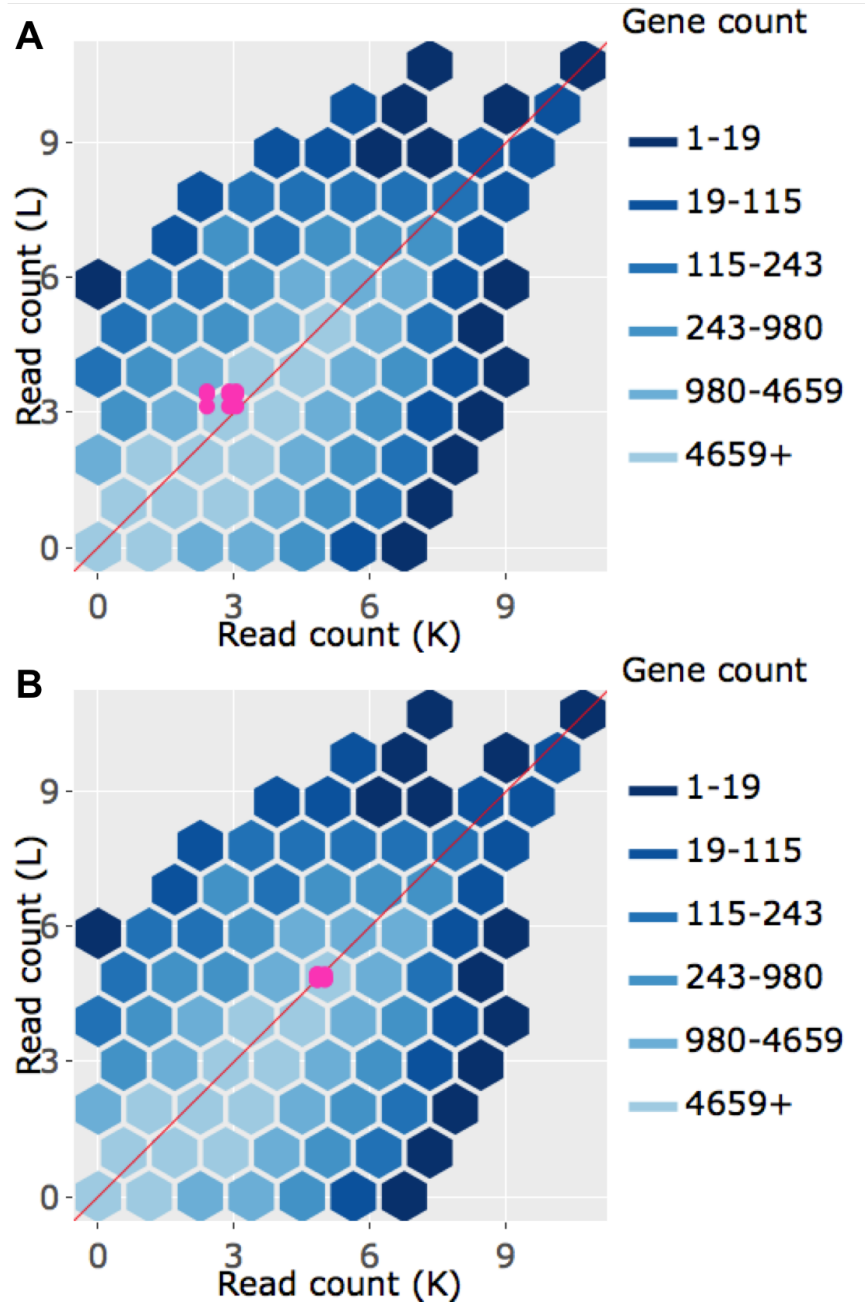 A
Gene count
1-19
19-115
115-243
243-980
980-4659
4659+
Read count (L)
9
6
3
0
0 3 6 9
Read count (K)
B
Gene count
1-19
19-115
115-243
243-980
980-4659
4659+
Read count (L)
9
6
3
0
0 3 6 9
Read count (K)